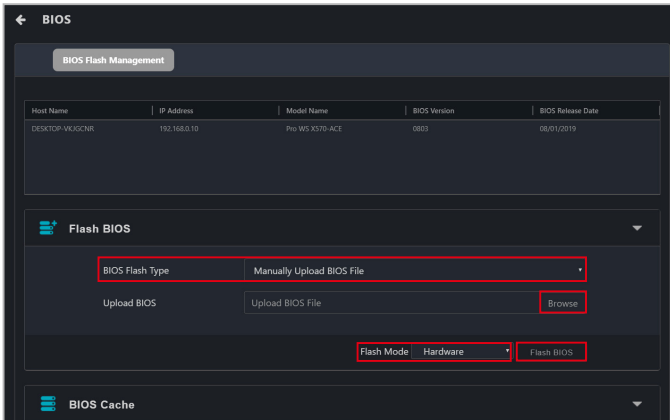 BIOS
BIOS Flash Management
Host Name IP Address Model Name BIOS Version BIOS Release Date
DESKTOP-VKJGCNR 192.168.0.10 Pro WS X570-ACE 0803 08/01/2019
Flash BIOS
BIOS Flash Type Manually Upload BIOS File
Upload BIOS Upload BIOS File Browse
Flash Mode Hardware Flash BIOS
BIOS Cache